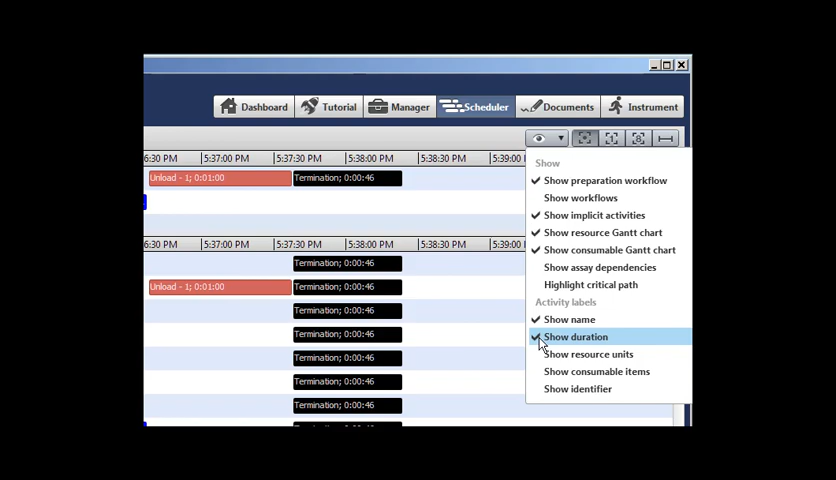 Dashboard Tutorial Manager Scheduler Documents Instrument
6:30 PM 5:37:00 PM 5:37:30 PM 5:38:00 PM 5:38:30 PM 5:39:0
Unload - 1; 0:01:00 Termination; 0:00:46
6:30 PM 5:37:00 PM 5:37:30 PM 5:38:00 PM 5:38:30 PM 5:39:0
Termination; 0:00:46
Unload - 1; 0:01:00 Termination; 0:00:46
Termination; 0:00:46
Termination; 0:00:46
Termination; 0:00:46
Termination; 0:00:46
Termination; 0:00:46
Termination; 0:00:46
Show
Show preparation workflow
Show workflows
Show implicit activities
Show resource Gantt chart
Show consumable Gantt chart
Show assay dependencies
Highlight critical path
Activity labels
Show name
Show duration
Show resource units
Show consumable items
Show identifier